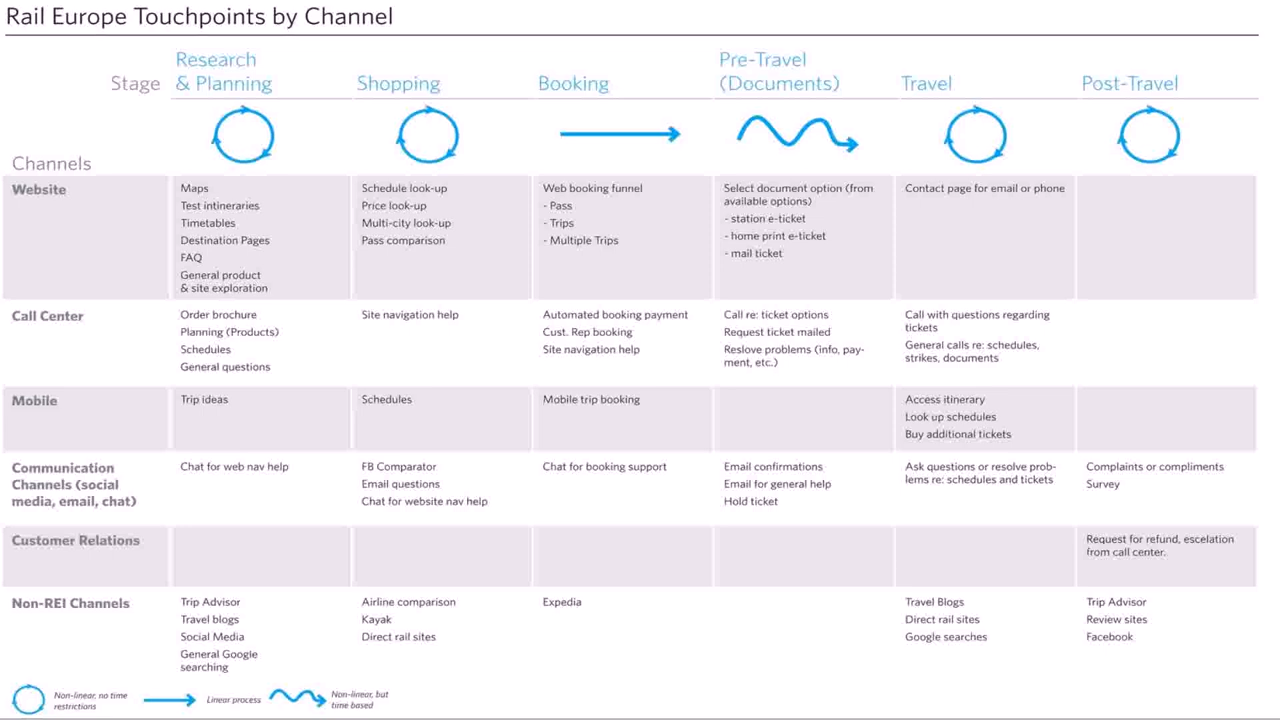 Rail Europe Touchpoints by Channel
Stage
Research
& Planning
Shopping
Booking
Pre-Travel
(Documents)
Travel
Post-Travel
Channels
Website
Maps
Test intineraries
Timetables
Destination Pages
FAQ
General product
& site exploration
Schedule look-up
Price look-up
Multi-city look-up
Pass comparison
Web booking funnel
- Pass
- Trips
- Multiple Trips
Select document option (from
available options)
- station e-ticket
- home print e-ticket
- mail ticket
Contact page for email or phone
Call Center
Order brochure
Planning (Products)
Schedules
General questions
Site navigation help
Automated booking payment
Cust. Rep booking
Site navigation help
Call re: ticket options
Request ticket mailed
Reslove problems (info, pay-
ment, etc.)
Call with questions regarding
tickets
General calls re: schedules,
strikes, documents
Mobile
Trip ideas
Schedules
Mobile trip booking
Access itinerary
Look up schedules
Buy additional tickets
Communication
Channels (social
media, email, chat)
Chat for web nav help
FB Comparator
Email questions
Chat for website nav help
Chat for booking support
Email confirmations
Email for general help
Hold ticket
Ask questions or resolve prob-
lems re: schedules and tickets
Complaints or compliments
Survey
Customer Relations
Request for refund, escelation
from call center.
Non-REI Channels
Trip Advisor
Travel blogs
Social Media
General Google
searching
Airline comparison
Kayak
Direct rail sites
Expedia
Travel Blogs
Direct rail sites
Google searches
Trip Advisor
Review sites
Facebook
Non-linear, no time
restrictions
Linear process
Non-linear, but
time based